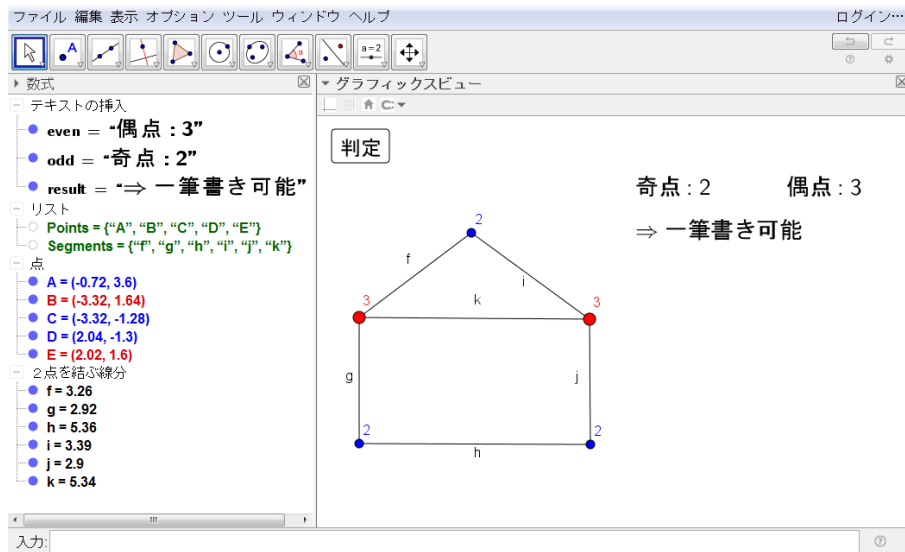 ファイル 編集 表示 オプション ツール ウィンドウ ヘルプ ログイン…
A α a=2
数式
テキストの挿入
even = “偶点：3”
odd = “奇点：2”
result = “⇒ 一筆書き可能”
リスト
Points = {“A”, “B”, “C”, “D”, “E”}
Segments = {“f”, “g”, “h”, “i”, “j”, “k”}
点
A = (-0.72, 3.6)
B = (-3.32, 1.64)
C = (-3.32, -1.28)
D = (2.04, -1.3)
E = (2.02, 1.6)
２点を結ぶ線分
f = 3.26
g = 2.92
h = 5.36
i = 3.39
j = 2.9
k = 5.34
グラフィックスビュー
判定
奇点：2 偶点：3
⇒ 一筆書き可能
2
f
i
3
k
3
g
j
2
2
h
入力: